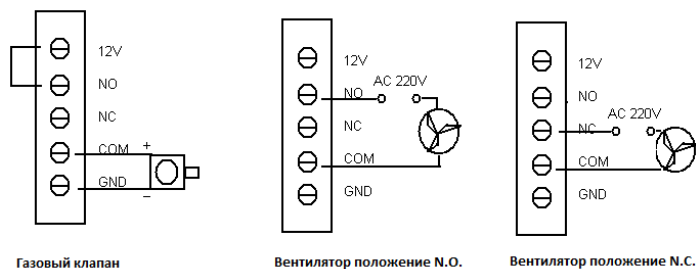 12V
NO
NC
COM +
GND
–
Газовый клапан
12V
NO AC 220V
NC
COM
GND
Вентилятор положение N.O.
12V
NO
NC AC 220V
COM
GND
Вентилятор положение N.C.